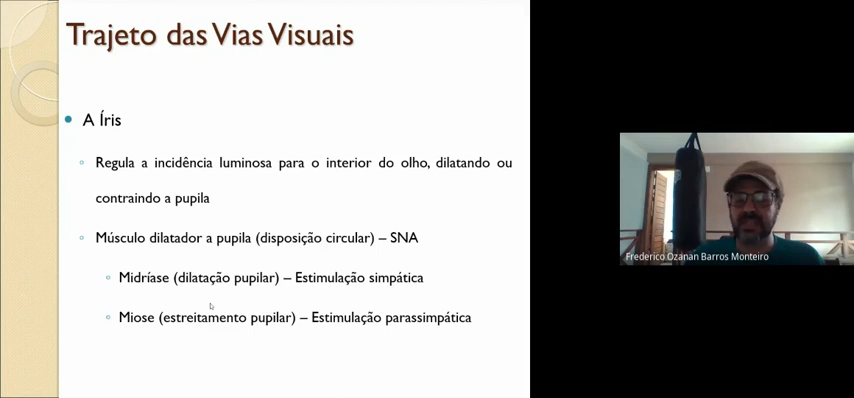 Trajeto das Vias Visuais
A Íris
Regula a incidência luminosa para o interior do olho, dilatando ou
contraindo a pupila
Músculo dilatador a pupila (disposição circular) – SNA
Midríase (dilatação pupilar) – Estimulação simpática
Miose (estreitamento pupilar) – Estimulação parassimpática
Frederico Ozanan Barros Monteiro